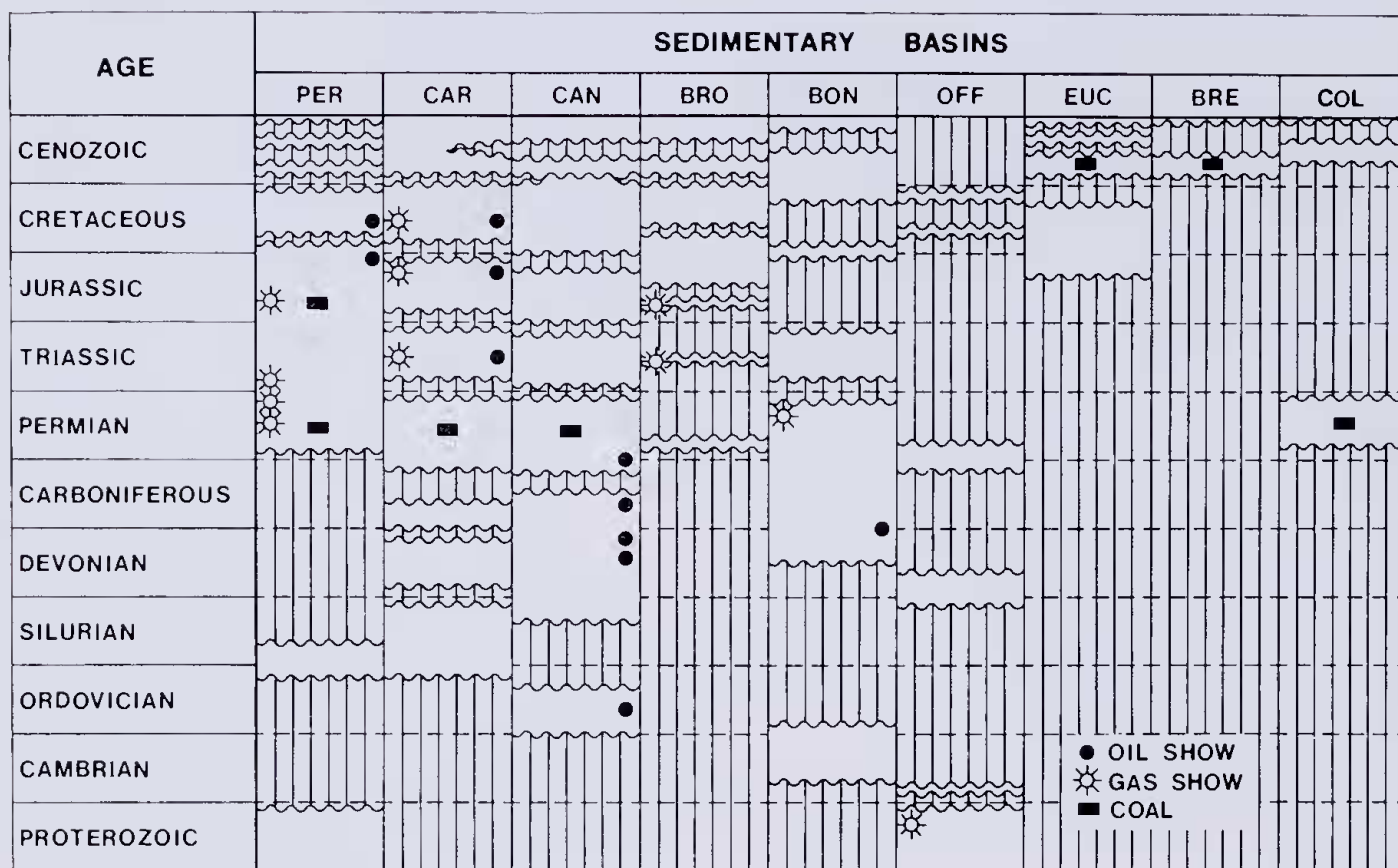 SEDIMENTARY BASINS
AGE
PER CAR CAN BRO BON OFF EUC BRE COL
CENOZOIC
CRETACEOUS
JURASSIC
TRIASSIC
PERMIAN
CARBONIFEROUS
DEVONIAN
SILURIAN
ORDOVICIAN
CAMBRIAN
PROTEROZOIC
OIL SHOW
GAS SHOW
COAL